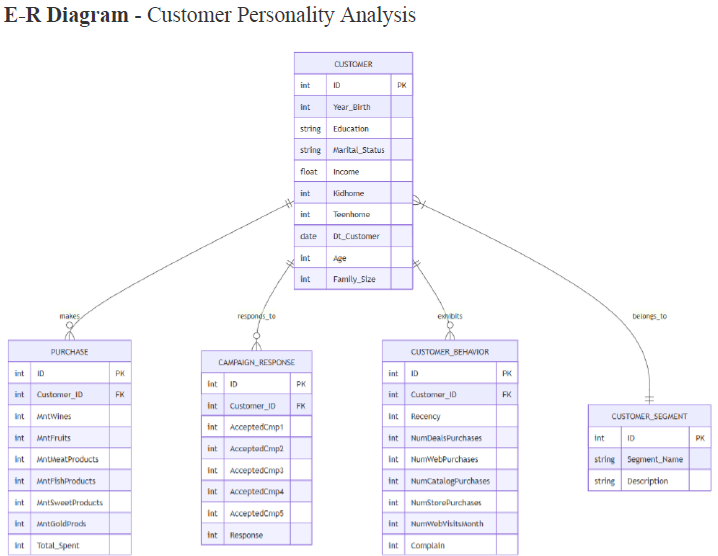 E-R Diagram - Customer Personality Analysis
CUSTOMER
int ID PK
int Year_Birth
string Education
string Marital_Status
float Income
int Kidhome
int Teenhome
date Dt_Customer
int Age
int Family_Size
makes
responds_to
exhibits
belongs_to
PURCHASE
int ID PK
int Customer_ID FK
int MntWines
int MntFruits
int MntMeatProducts
int MntFishProducts
int MntSweetProducts
int MntGoldProds
int Total_Spent
CAMPAIGN_RESPONSE
int ID PK
int Customer_ID FK
int AcceptedCmp1
int AcceptedCmp2
int AcceptedCmp3
int AcceptedCmp4
int AcceptedCmp5
int Response
CUSTOMER_BEHAVIOR
int ID PK
int Customer_ID FK
int Recency
int NumDealsPurchases
int NumWebPurchases
int NumCatalogPurchases
int NumStorePurchases
int NumWebVisitsMonth
int Complain
CUSTOMER_SEGMENT
int ID PK
string Segment_Name
string Description